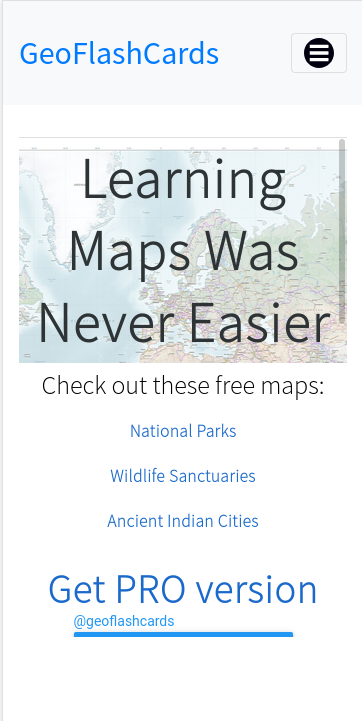 GeoFlashCards
Learning
Maps Was
Never Easier
Check out these free maps:
National Parks
Wildlife Sanctuaries
Ancient Indian Cities
Get PRO version
@geoflashcards